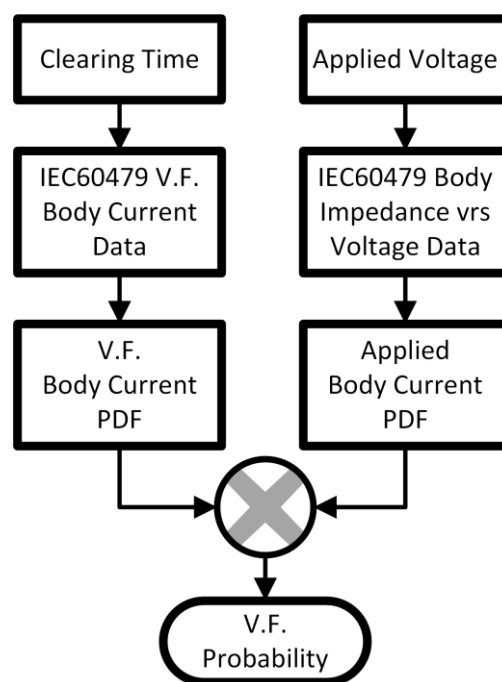 Clearing Time
Applied Voltage
IEC60479 V.F.
Body Current
Data
IEC60479 Body
Impedance vrs
Voltage Data
V.F.
Body Current
PDF
Applied
Body Current
PDF
V.F.
Probability